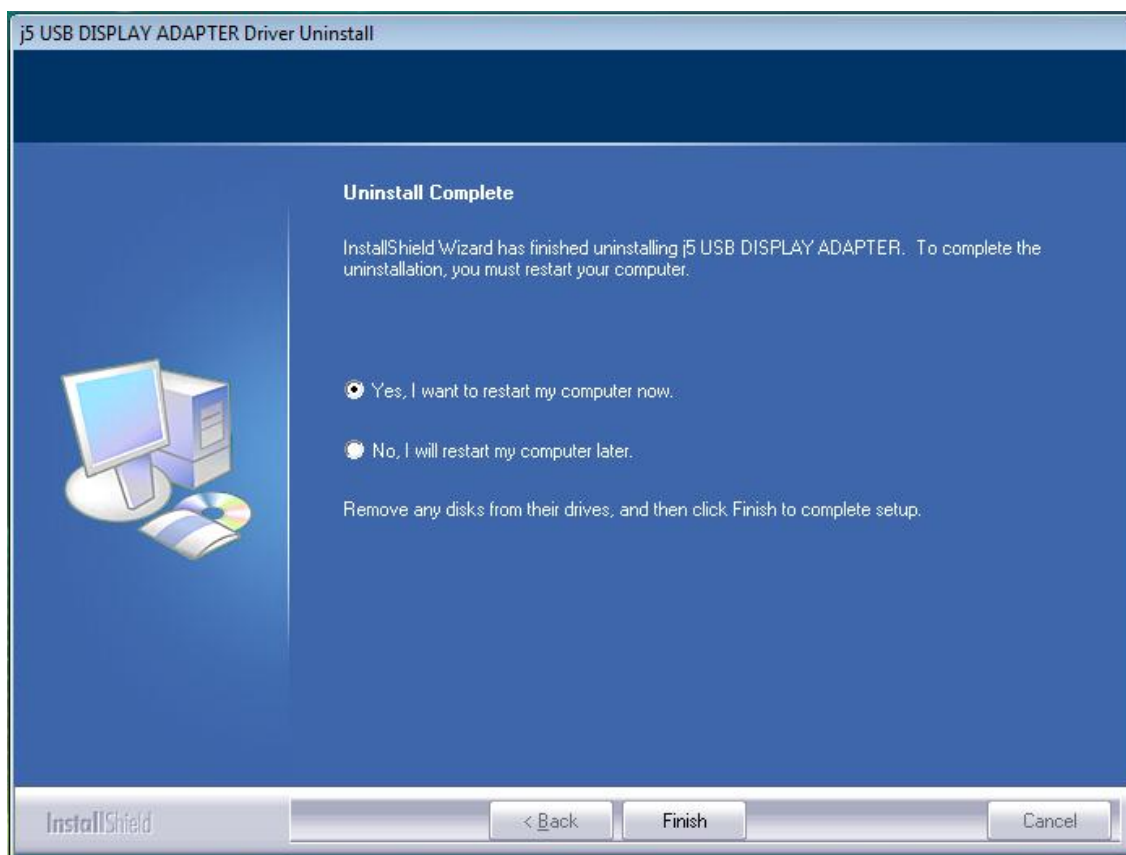 j5 USB DISPLAY ADAPTER Driver Uninstall
Uninstall Complete
InstallShield Wizard has finished uninstalling j5 USB DISPLAY ADAPTER.  To complete the
uninstallation, you must restart your computer.
Yes, I want to restart my computer now.
No, I will restart my computer later.
Remove any disks from their drives, and then click Finish to complete setup.
InstallShield
< Back
Finish
Cancel